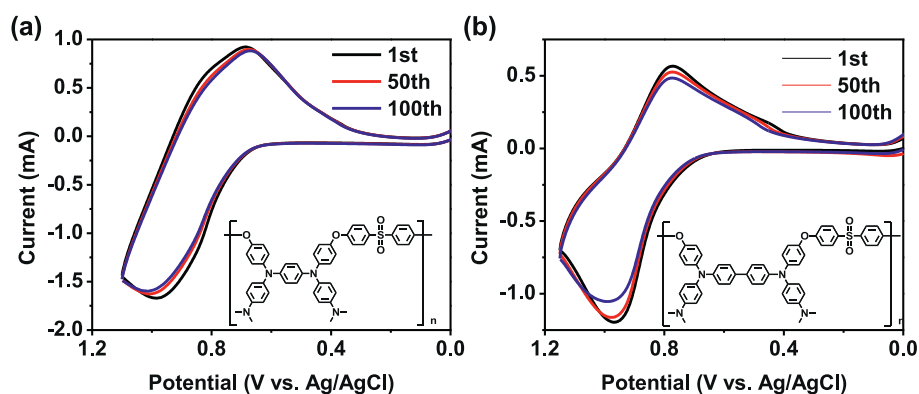 (a)
1st
50th
100th
1.0
0.5
0.0
-0.5
-1.0
-1.5
-2.0
Current (mA)
1.2 0.8 0.4 0.0
Potential (V vs. Ag/AgCl)
O
N
N
O
O
S
O
N
N
n
(b)
1st
50th
100th
0.5
0.0
-0.5
-1.0
Current (mA)
1.2 0.8 0.4 0.0
Potential (V vs. Ag/AgCl)
O
N
N
O
O
S
O
N
N
n